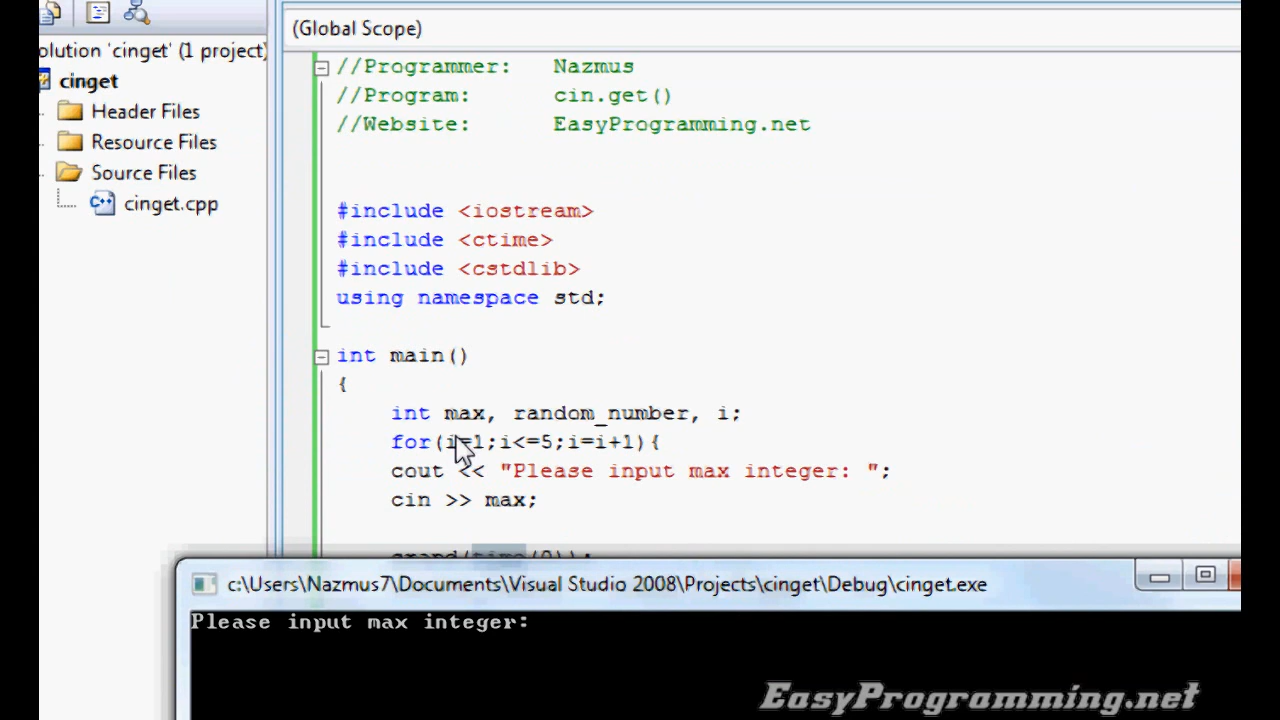 (Global Scope)
olution 'cinget' (1 project)
cinget
Header Files
Resource Files
Source Files
cinget.cpp
//Programmer: Nazmus
//Program: cin.get()
//Website: EasyProgramming.net
#include <iostream>
#include <ctime>
#include <cstdlib>
using namespace std;
int main()
{
int max, random_number, i;
for(i=1;i<=5;i=i+1){
cout << "Please input max integer: ";
cin >> max;
srand(time(0));
c:\Users\Nazmus7\Documents\Visual Studio 2008\Projects\cinget\Debug\cinget.exe
Please input max integer:
EasyProgramming.net